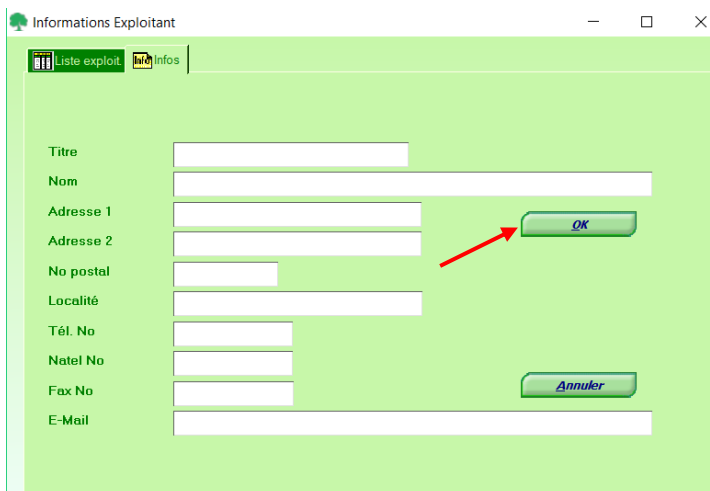 Informations Exploitant
Liste exploit. Info Infos
Titre
Nom
Adresse 1
OK
Adresse 2
No postal
Localité
Tél. No
Natel No
Annuler
Fax No
E-Mail